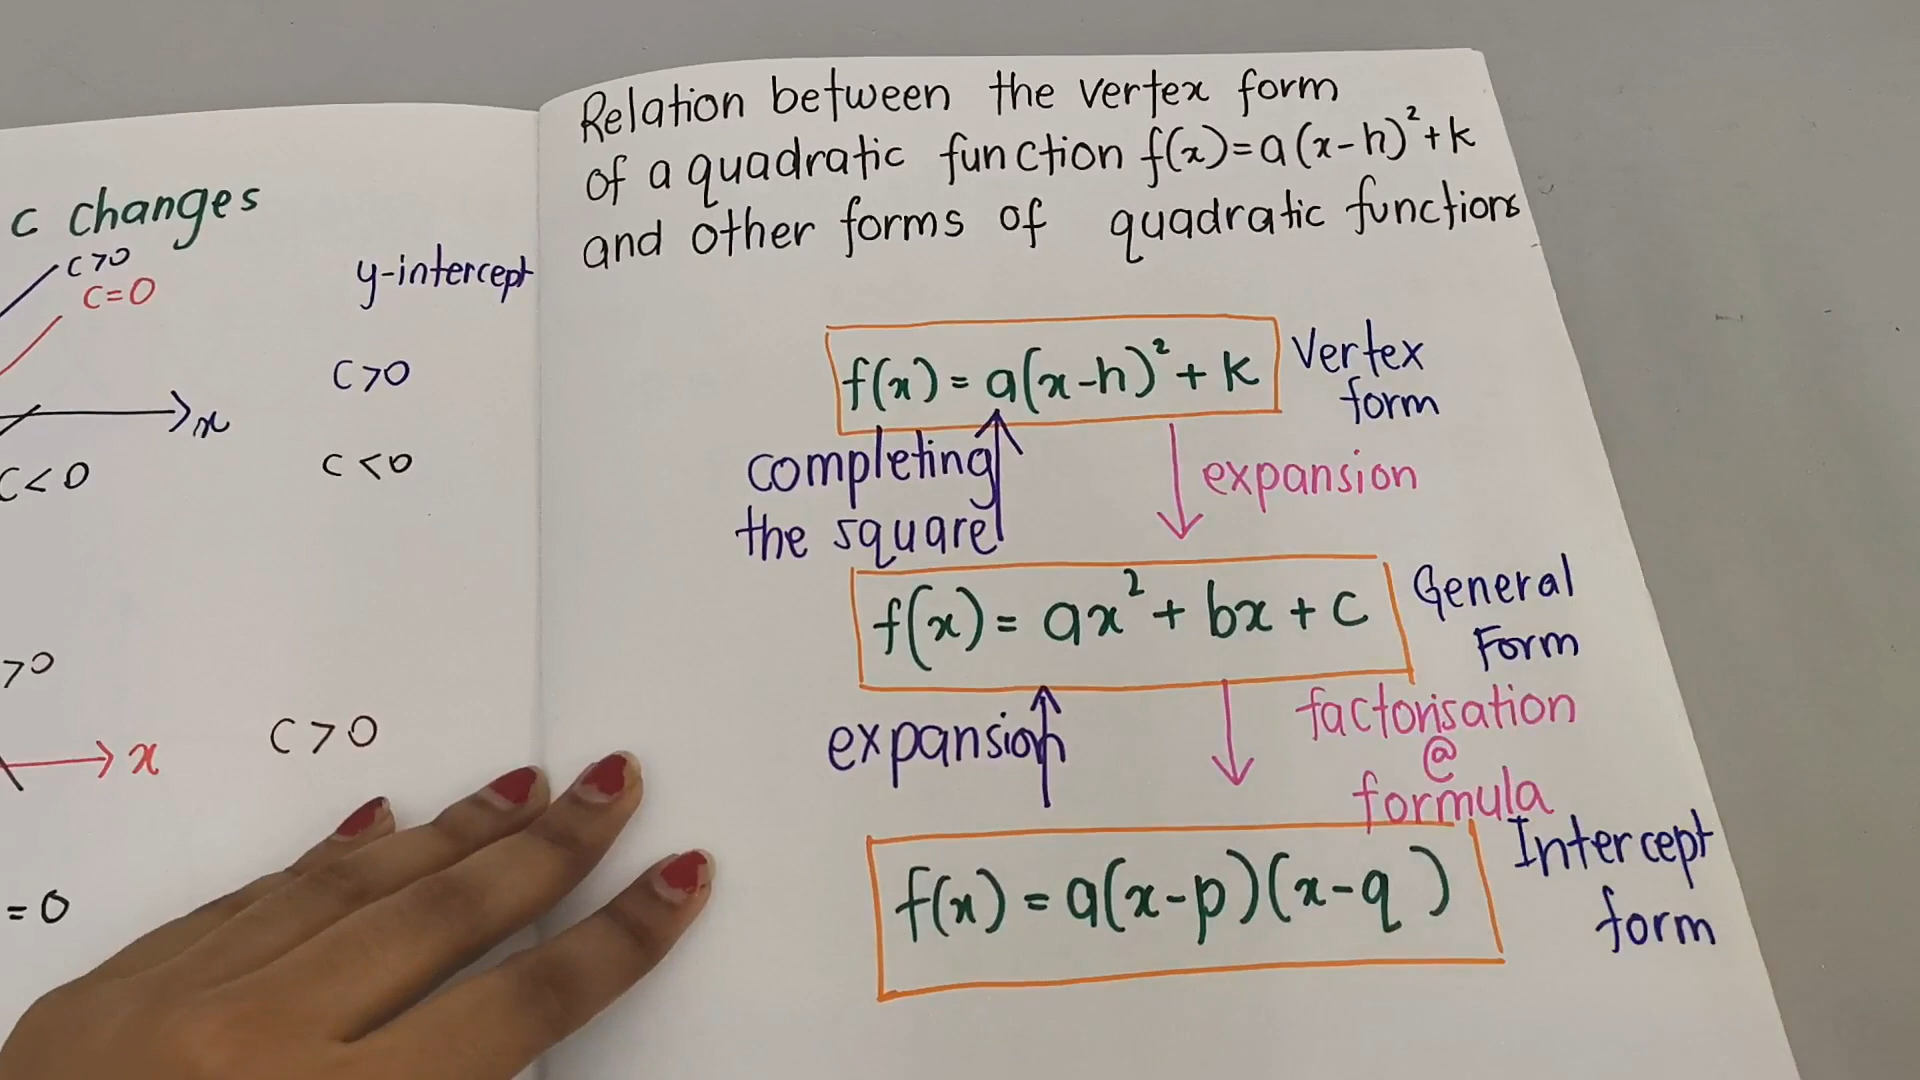 c changes
c>0
c=0
y-intercept
c>0
x
c<0
c<0
>0
c>0
x
=0
Relation between the vertex form
of a quadratic function f(x)=a(x-h)²+k
and other forms of quadratic functions
f(x) = a(x-h)² + k
Vertex
form
completing
the square
expansion
f(x) = ax² + bx + c
General
Form
expansion
factorisation
@
formula
f(x) = a(x-p)(x-q)
Intercept
form